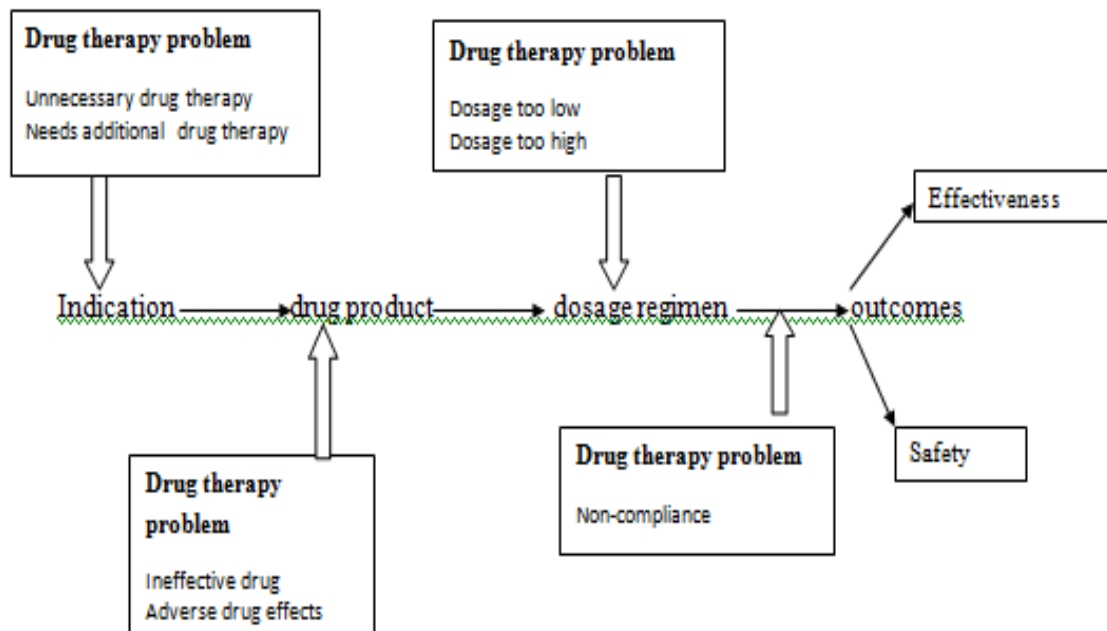 Drug therapy problem
Unnecessary drug therapy
Needs additional drug therapy
Drug therapy problem
Dosage too low
Dosage too high
Effectiveness
Indication drug product dosage regimen outcomes
Drug therapy
problem
Ineffective drug
Adverse drug effects
Drug therapy problem
Non-compliance
Safety